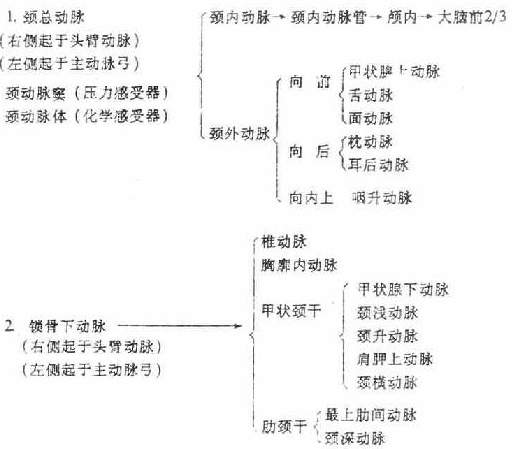 1. 颈总动脉
(右侧起于头臂动脉)
(左侧起于主动脉弓)
颈动脉窦（压力感受器）
颈动脉体（化学感受器）
颈内动脉→颈内动脉管→颅内→大脑前2/3
颈外动脉
向 前
甲状腺上动脉
舌动脉
面动脉
向 后
枕动脉
耳后动脉
向内上 咽升动脉
2. 锁骨下动脉
(右侧起于头臂动脉)
(左侧起于主动脉弓)
椎动脉
胸廓内动脉
甲状颈干
甲状腺下动脉
颈浅动脉
颈升动脉
肩胛上动脉
颈横动脉
肋颈干
最上肋间动脉
颈深动脉